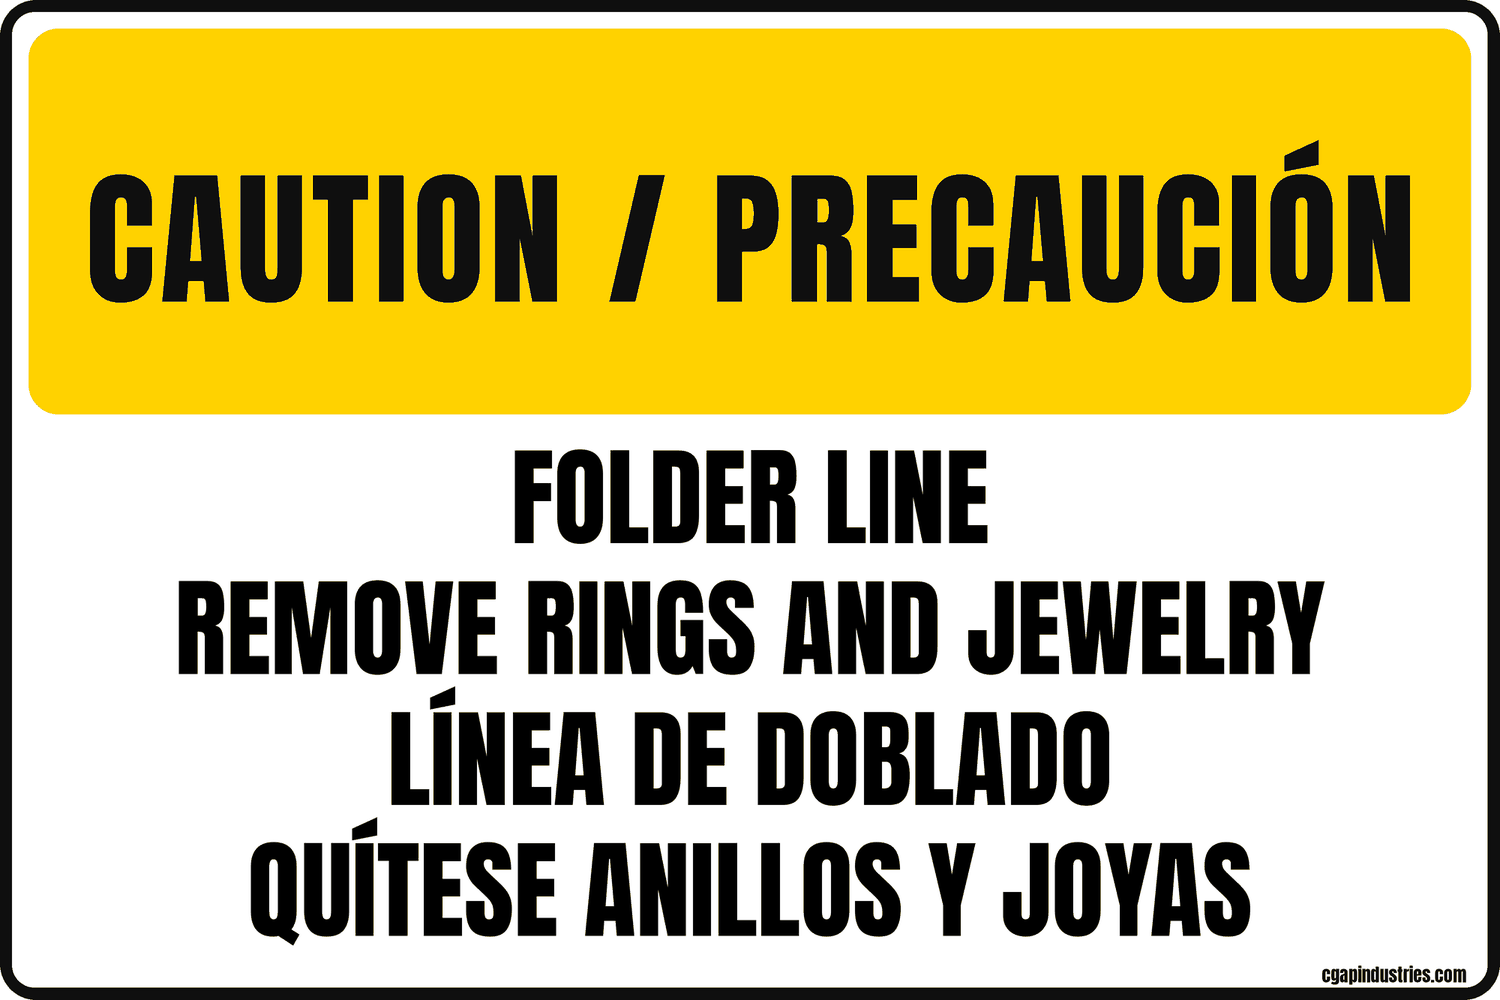 CAUTION / PRECAUCIÓN
FOLDER LINE
REMOVE RINGS AND JEWELRY
LÍNEA DE DOBLADO
QUÍTESE ANILLOS Y JOYAS
cgapindustries.com